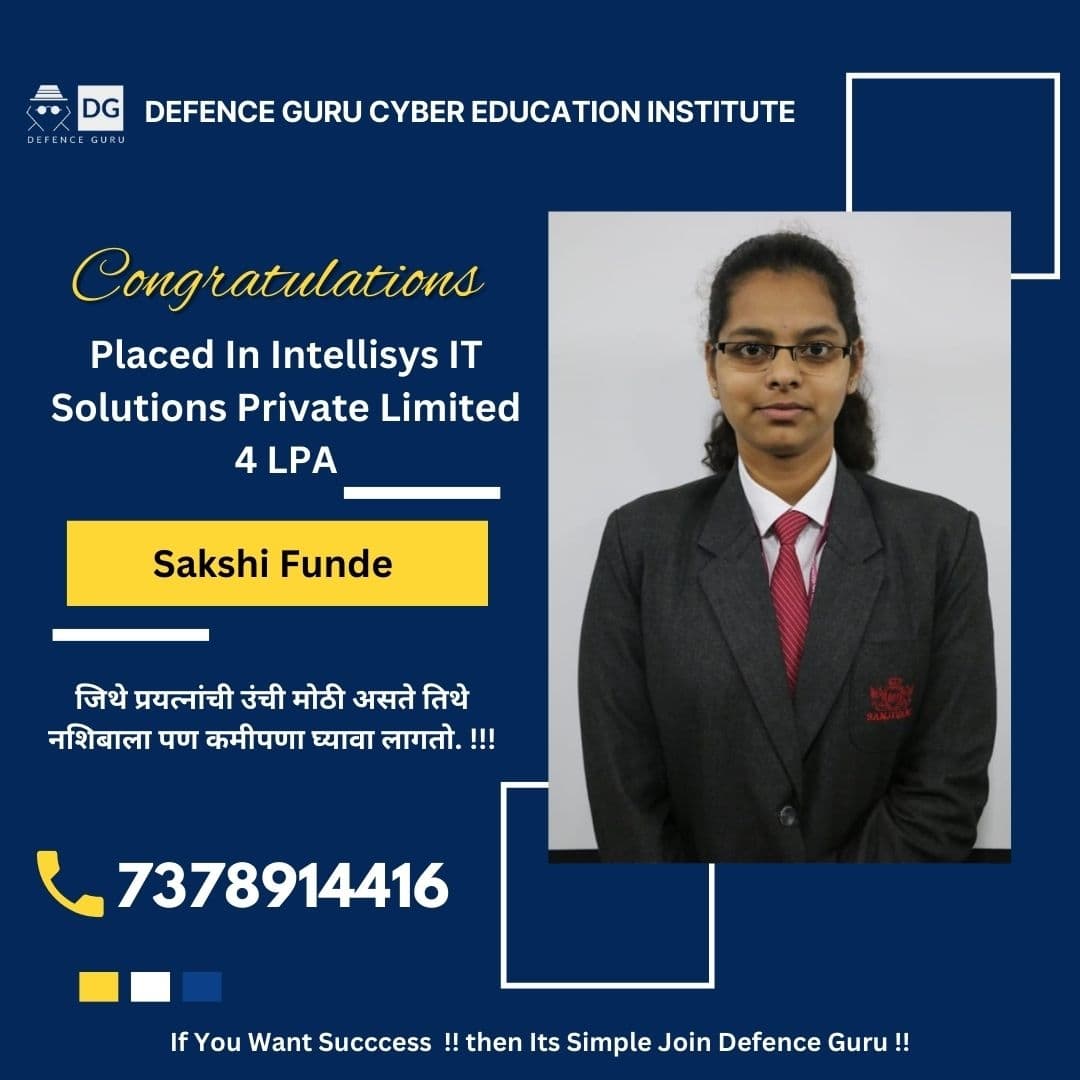 DG
DEFENCE GURU
DEFENCE GURU CYBER EDUCATION INSTITUTE
Congratulations
Placed In Intellisys IT
Solutions Private Limited
4 LPA
Sakshi Funde
जिथे प्रयत्नांची उंची मोठी असते तिथे
नशिबाला पण कमीपणा घ्यावा लागतो. !!!
7378914416
If You Want Succcess !! then Its Simple Join Defence Guru !!